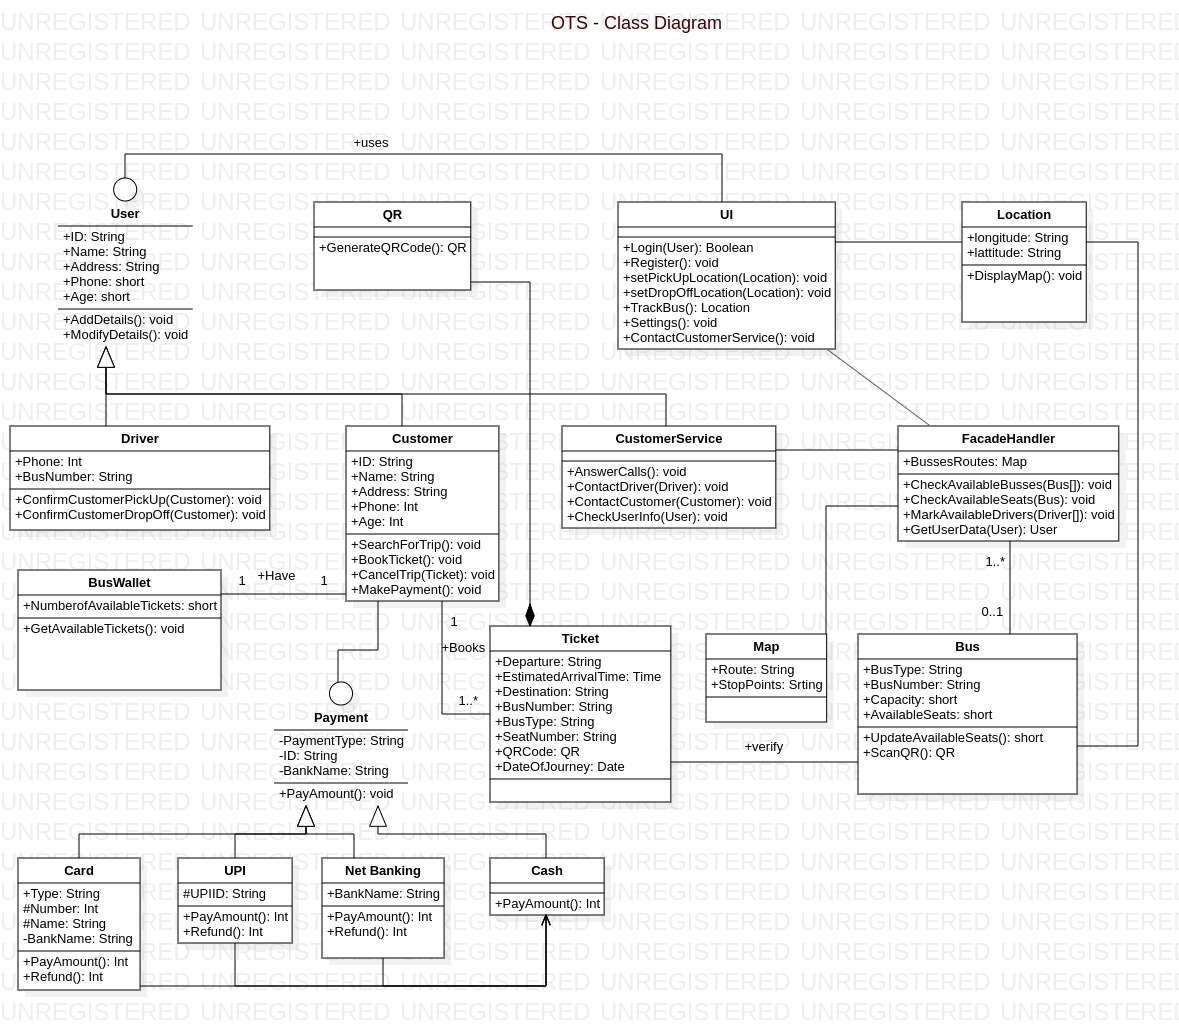 OTS - Class Diagram
+uses
User
+ID: String
+Name: String
+Address: String
+Phone: short
+Age: short
+AddDetails(): void
+ModifyDetails(): void
QR
+GenerateQRCode(): QR
UI
+Login(User): Boolean
+Register(): void
+setPickUpLocation(Location): void
+setDropOffLocation(Location): void
+TrackBus(): Location
+Settings(): void
+ContactCustomerService(): void
Location
+longitude: String
+lattitude: String
+DisplayMap(): void
Driver
+Phone: Int
+BusNumber: String
+ConfirmCustomerPickUp(Customer): void
+ConfirmCustomerDropOff(Customer): void
Customer
+ID: String
+Name: String
+Address: String
+Phone: Int
+Age: Int
+SearchForTrip(): void
+BookTicket(): void
+CancelTrip(Ticket): void
+MakePayment(): void
CustomerService
+AnswerCalls(): void
+ContactDriver(Driver): void
+ContactCustomer(Customer): void
+CheckUserInfo(User): void
FacadeHandler
+BussesRoutes: Map
+CheckAvailableBusses(Bus[]): void
+CheckAvailableSeats(Bus): void
+MarkAvailableDrivers(Driver[]): void
+GetUserData(User): User
1..*
0..1
BusWallet
+NumberofAvailableTickets: short
+GetAvailableTickets(): void
1 +Have 1
1
+Books
1..*
Ticket
+Departure: String
+EstimatedArrivalTime: Time
+Destination: String
+BusNumber: String
+BusType: String
+SeatNumber: String
+QRCode: QR
+DateOfJourney: Date
Map
+Route: String
+StopPoints: Srting
+verify
Bus
+BusType: String
+BusNumber: String
+Capacity: short
+AvailableSeats: short
+UpdateAvailableSeats(): short
+ScanQR(): QR
Payment
-PaymentType: String
-ID: String
-BankName: String
+PayAmount(): void
Card
+Type: String
#Number: Int
#Name: String
-BankName: String
+PayAmount(): Int
+Refund(): Int
UPI
#UPIID: String
+PayAmount(): Int
+Refund(): Int
Net Banking
+BankName: String
+PayAmount(): Int
+Refund(): Int
Cash
+PayAmount(): Int
UNREGISTERED